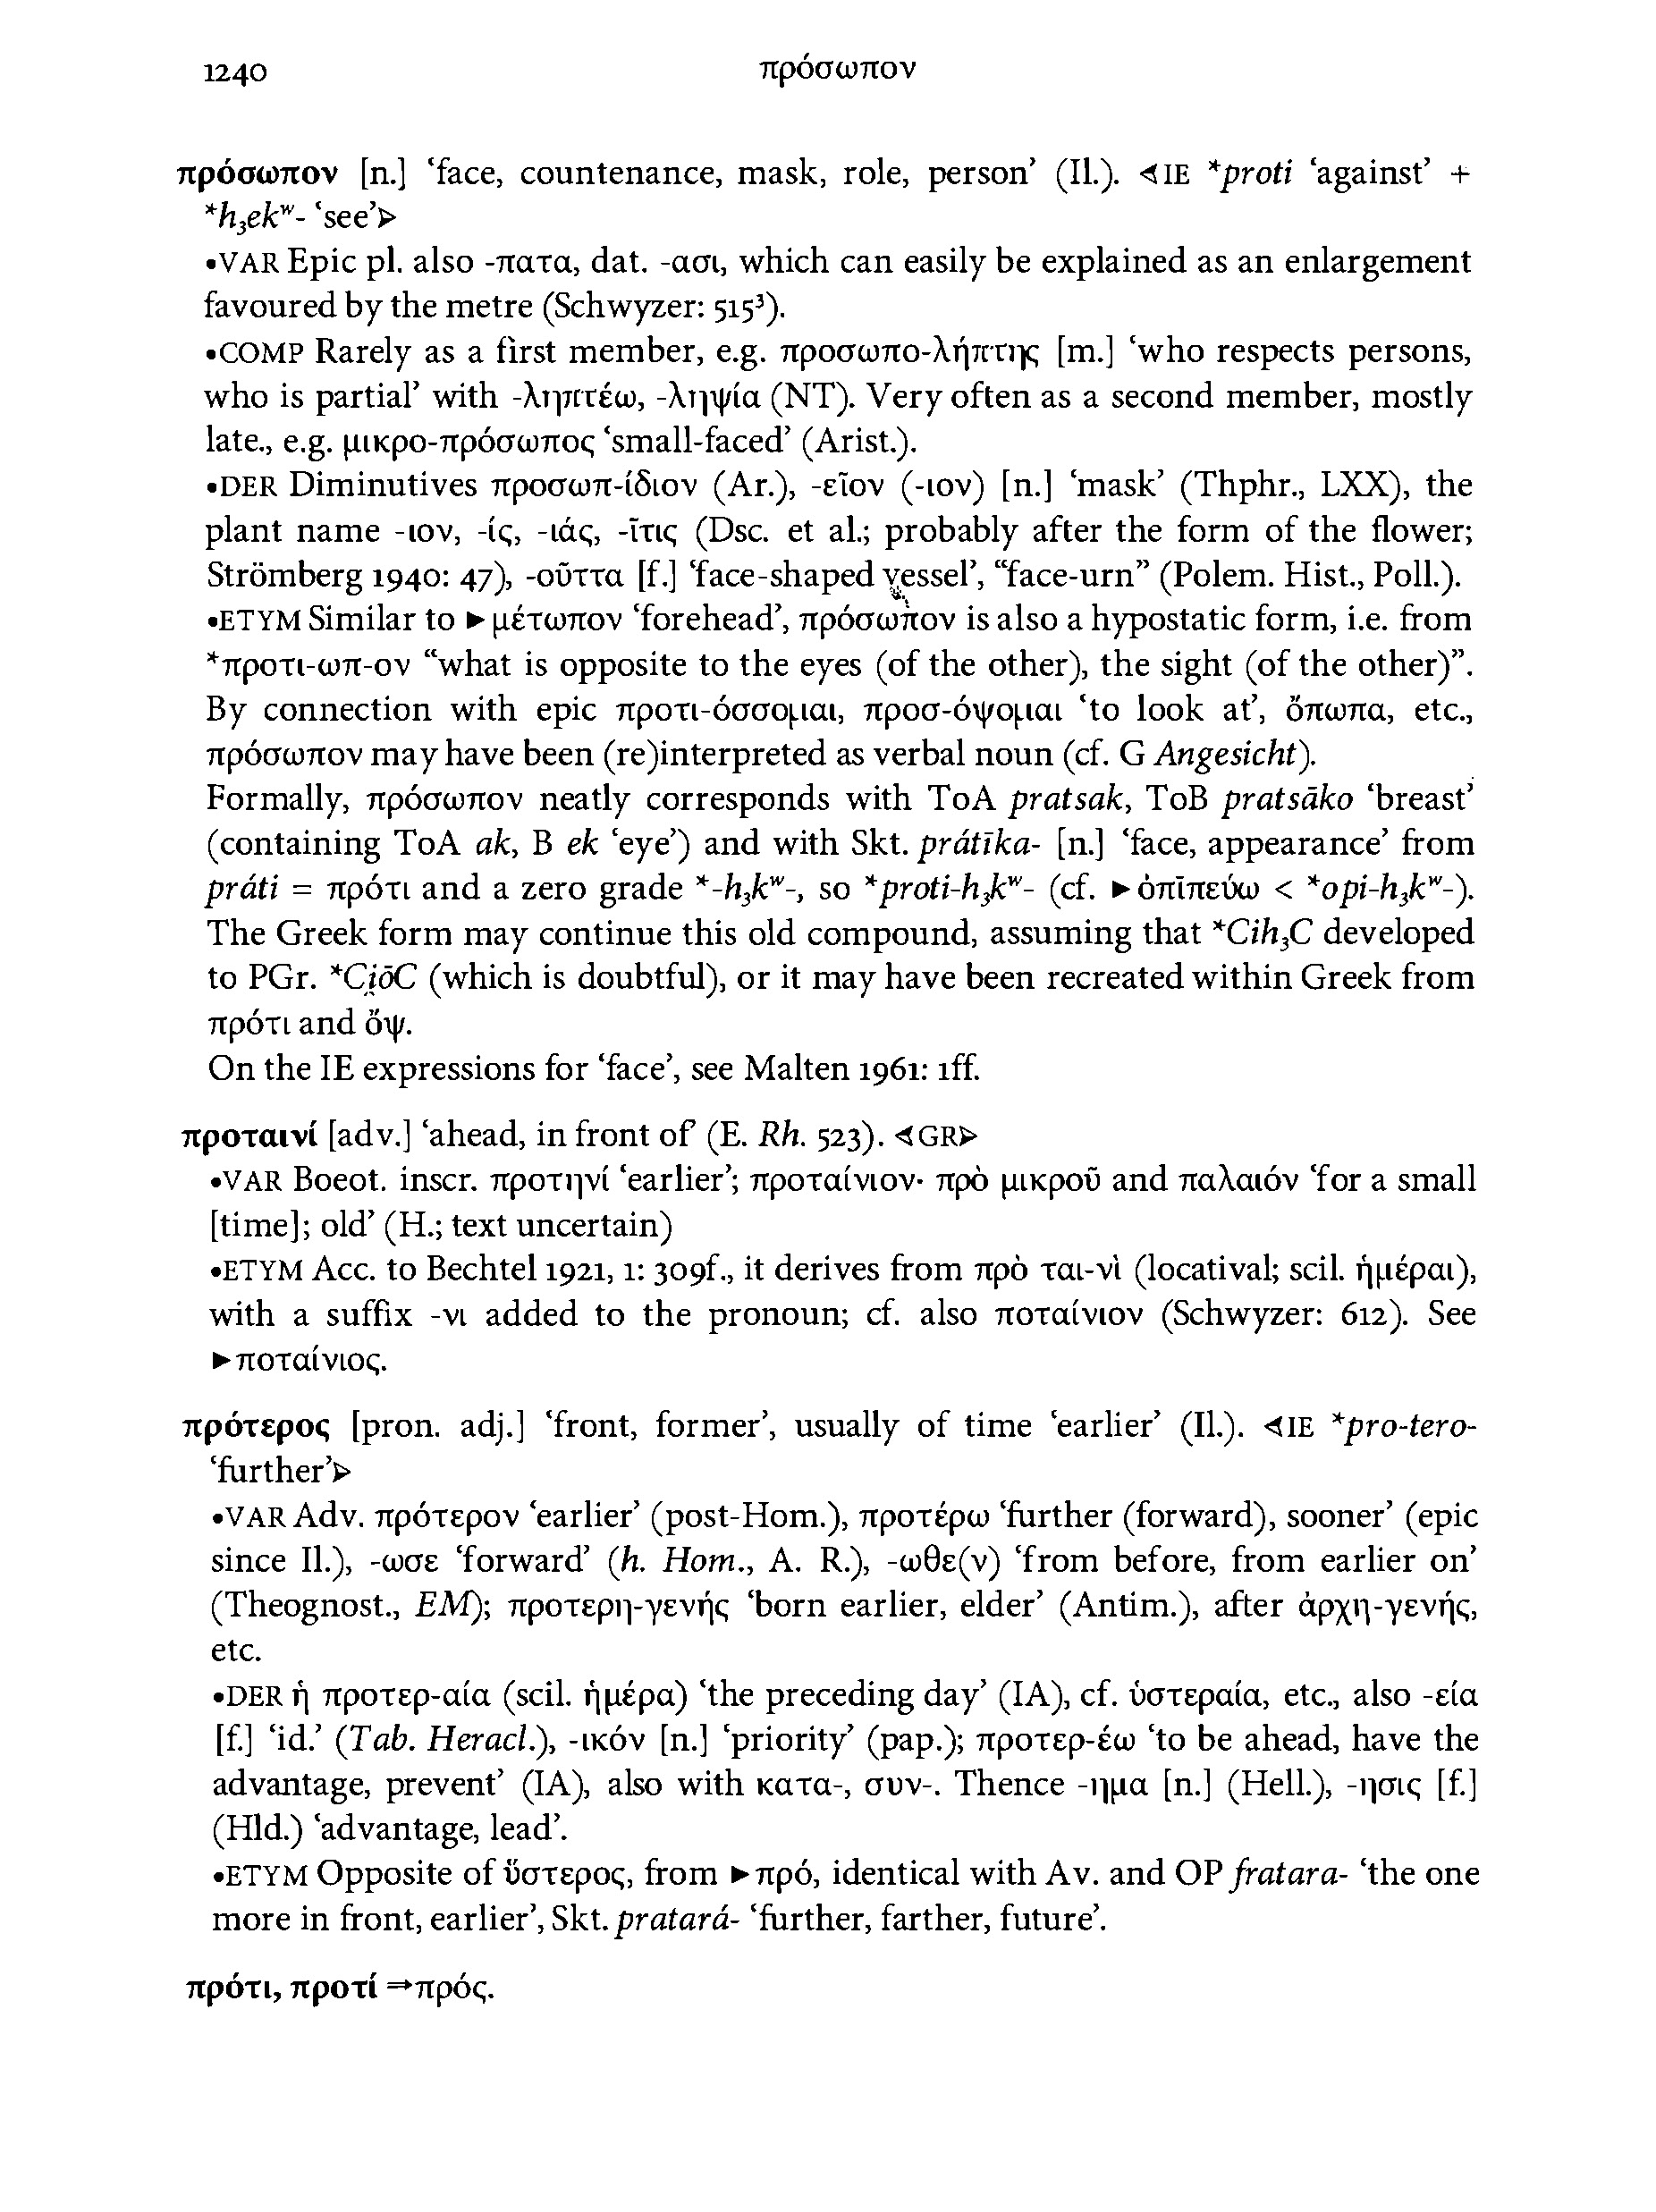 1240 πρόσωπον
πρόσωπον [n.] ‘face, countenance, mask, role, person’ (Il.). ⋖IE *proti ‘against’ +
*h₃ekʷ- ‘see’⋗
•VAR Epic pl. also -πατα, dat. -ασι, which can easily be explained as an enlargement
favoured by the metre (Schwyzer: 515³).
•COMP Rarely as a first member, e.g. προσωπο-λήπτης [m.] ‘who respects persons,
who is partial’ with -ληπτέω, -ληψία (NT). Very often as a second member, mostly
late., e.g. μικρο-πρόσωπος ‘small-faced’ (Arist.).
•DER Diminutives προσωπ-ίδιον (Ar.), -εῖον (-ιον) [n.] ‘mask’ (Thphr., LXX), the
plant name -ιον, -ίς, -ιάς, -ῖτις (Dsc. et al.; probably after the form of the flower;
Strömberg 1940: 47), -οῦττα [f.] ‘face-shaped vessel’, “face-urn” (Polem. Hist., Poll.).
•ETYM Similar to ►μέτωπον ‘forehead’, πρόσωπον is also a hypostatic form, i.e. from
*προτι-ωπ-ον “what is opposite to the eyes (of the other), the sight (of the other)”.
By connection with epic προτι-όσσομαι, προσ-όψομαι ‘to look at’, ὄπωπα, etc.,
πρόσωπον may have been (re)interpreted as verbal noun (cf. G Angesicht).
Formally, πρόσωπον neatly corresponds with ToA pratsak, ToB pratsāko ‘breast’
(containing ToA ak, B ek ‘eye’) and with Skt. prátīka- [n.] ‘face, appearance’ from
práti = πρότι and a zero grade *-h₃kʷ-, so *proti-h₃kʷ- (cf. ►ὀπῑπεύω < *opi-h₃kʷ-).
The Greek form may continue this old compound, assuming that *Cih₃C developed
to PGr. *Ci̯ōC (which is doubtful), or it may have been recreated within Greek from
πρότι and ὄψ.
On the IE expressions for ‘face’, see Malten 1961: 1ff.
προταινί [adv.] ‘ahead, in front of’ (E. Rh. 523). ⋖GR⋗
•VAR Boeot. inscr. προτηνί ‘earlier’; προταίνιον· πρὸ μικροῦ and παλαιόν ‘for a small
[time]; old’ (H.; text uncertain)
•ETYM Acc. to Bechtel 1921, 1: 309f., it derives from πρὸ ται-νὶ (locatival; scil. ἡμέραι),
with a suffix -νι added to the pronoun; cf. also ποταίνιον (Schwyzer: 612). See
►ποταίνιος.
πρότερος [pron. adj.] ‘front, former’, usually of time ‘earlier’ (Il.). ⋖IE *pro-tero-
‘further’⋗
•VAR Adv. πρότερον ‘earlier’ (post-Hom.), προτέρω ‘further (forward), sooner’ (epic
since Il.), -ωσε ‘forward’ (h. Hom., A. R.), -ωθε(ν) ‘from before, from earlier on’
(Theognost., EM); προτερη-γενής ‘born earlier, elder’ (Antim.), after ἀρχη-γενής,
etc.
•DER ἡ προτερ-αία (scil. ἡμέρα) ‘the preceding day’ (IA), cf. ὑστεραία, etc., also -εία
[f.] ‘id.’ (Tab. Heracl.), -ικόν [n.] ‘priority’ (pap.); προτερ-έω ‘to be ahead, have the
advantage, prevent’ (IA), also with κατα-, συν-. Thence -ημα [n.] (Hell.), -ησις [f.]
(Hld.) ‘advantage, lead’.
•ETYM Opposite of ὕστερος, from ►πρό, identical with Av. and OP fratara- ‘the one
more in front, earlier’, Skt. pratará- ‘further, farther, future’.
πρότι, προτί ⇒πρός.